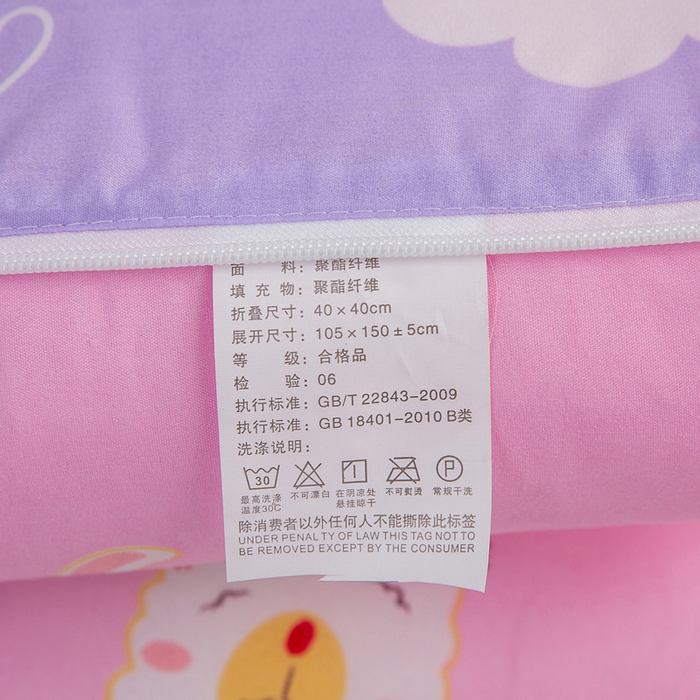 面 料：聚酯纤维
填 充 物：聚酯纤维
折叠尺寸：40×40cm
展开尺寸：105×150±5cm
等 级：合格品
检 验：06
执行标准：GB/T 22843-2009
执行标准：GB 18401-2010 B类
洗涤说明：
30 P
最高洗涤 不可漂白 在阴凉处 不可熨烫 常规干洗
温度30℃ 悬挂晾干
除消费者以外任何人不能撕除此标签
UNDER PENAL TY OF LAW THIS TAG NOT TO
BE REMOVED EXCEPT BY THE CONSUMER